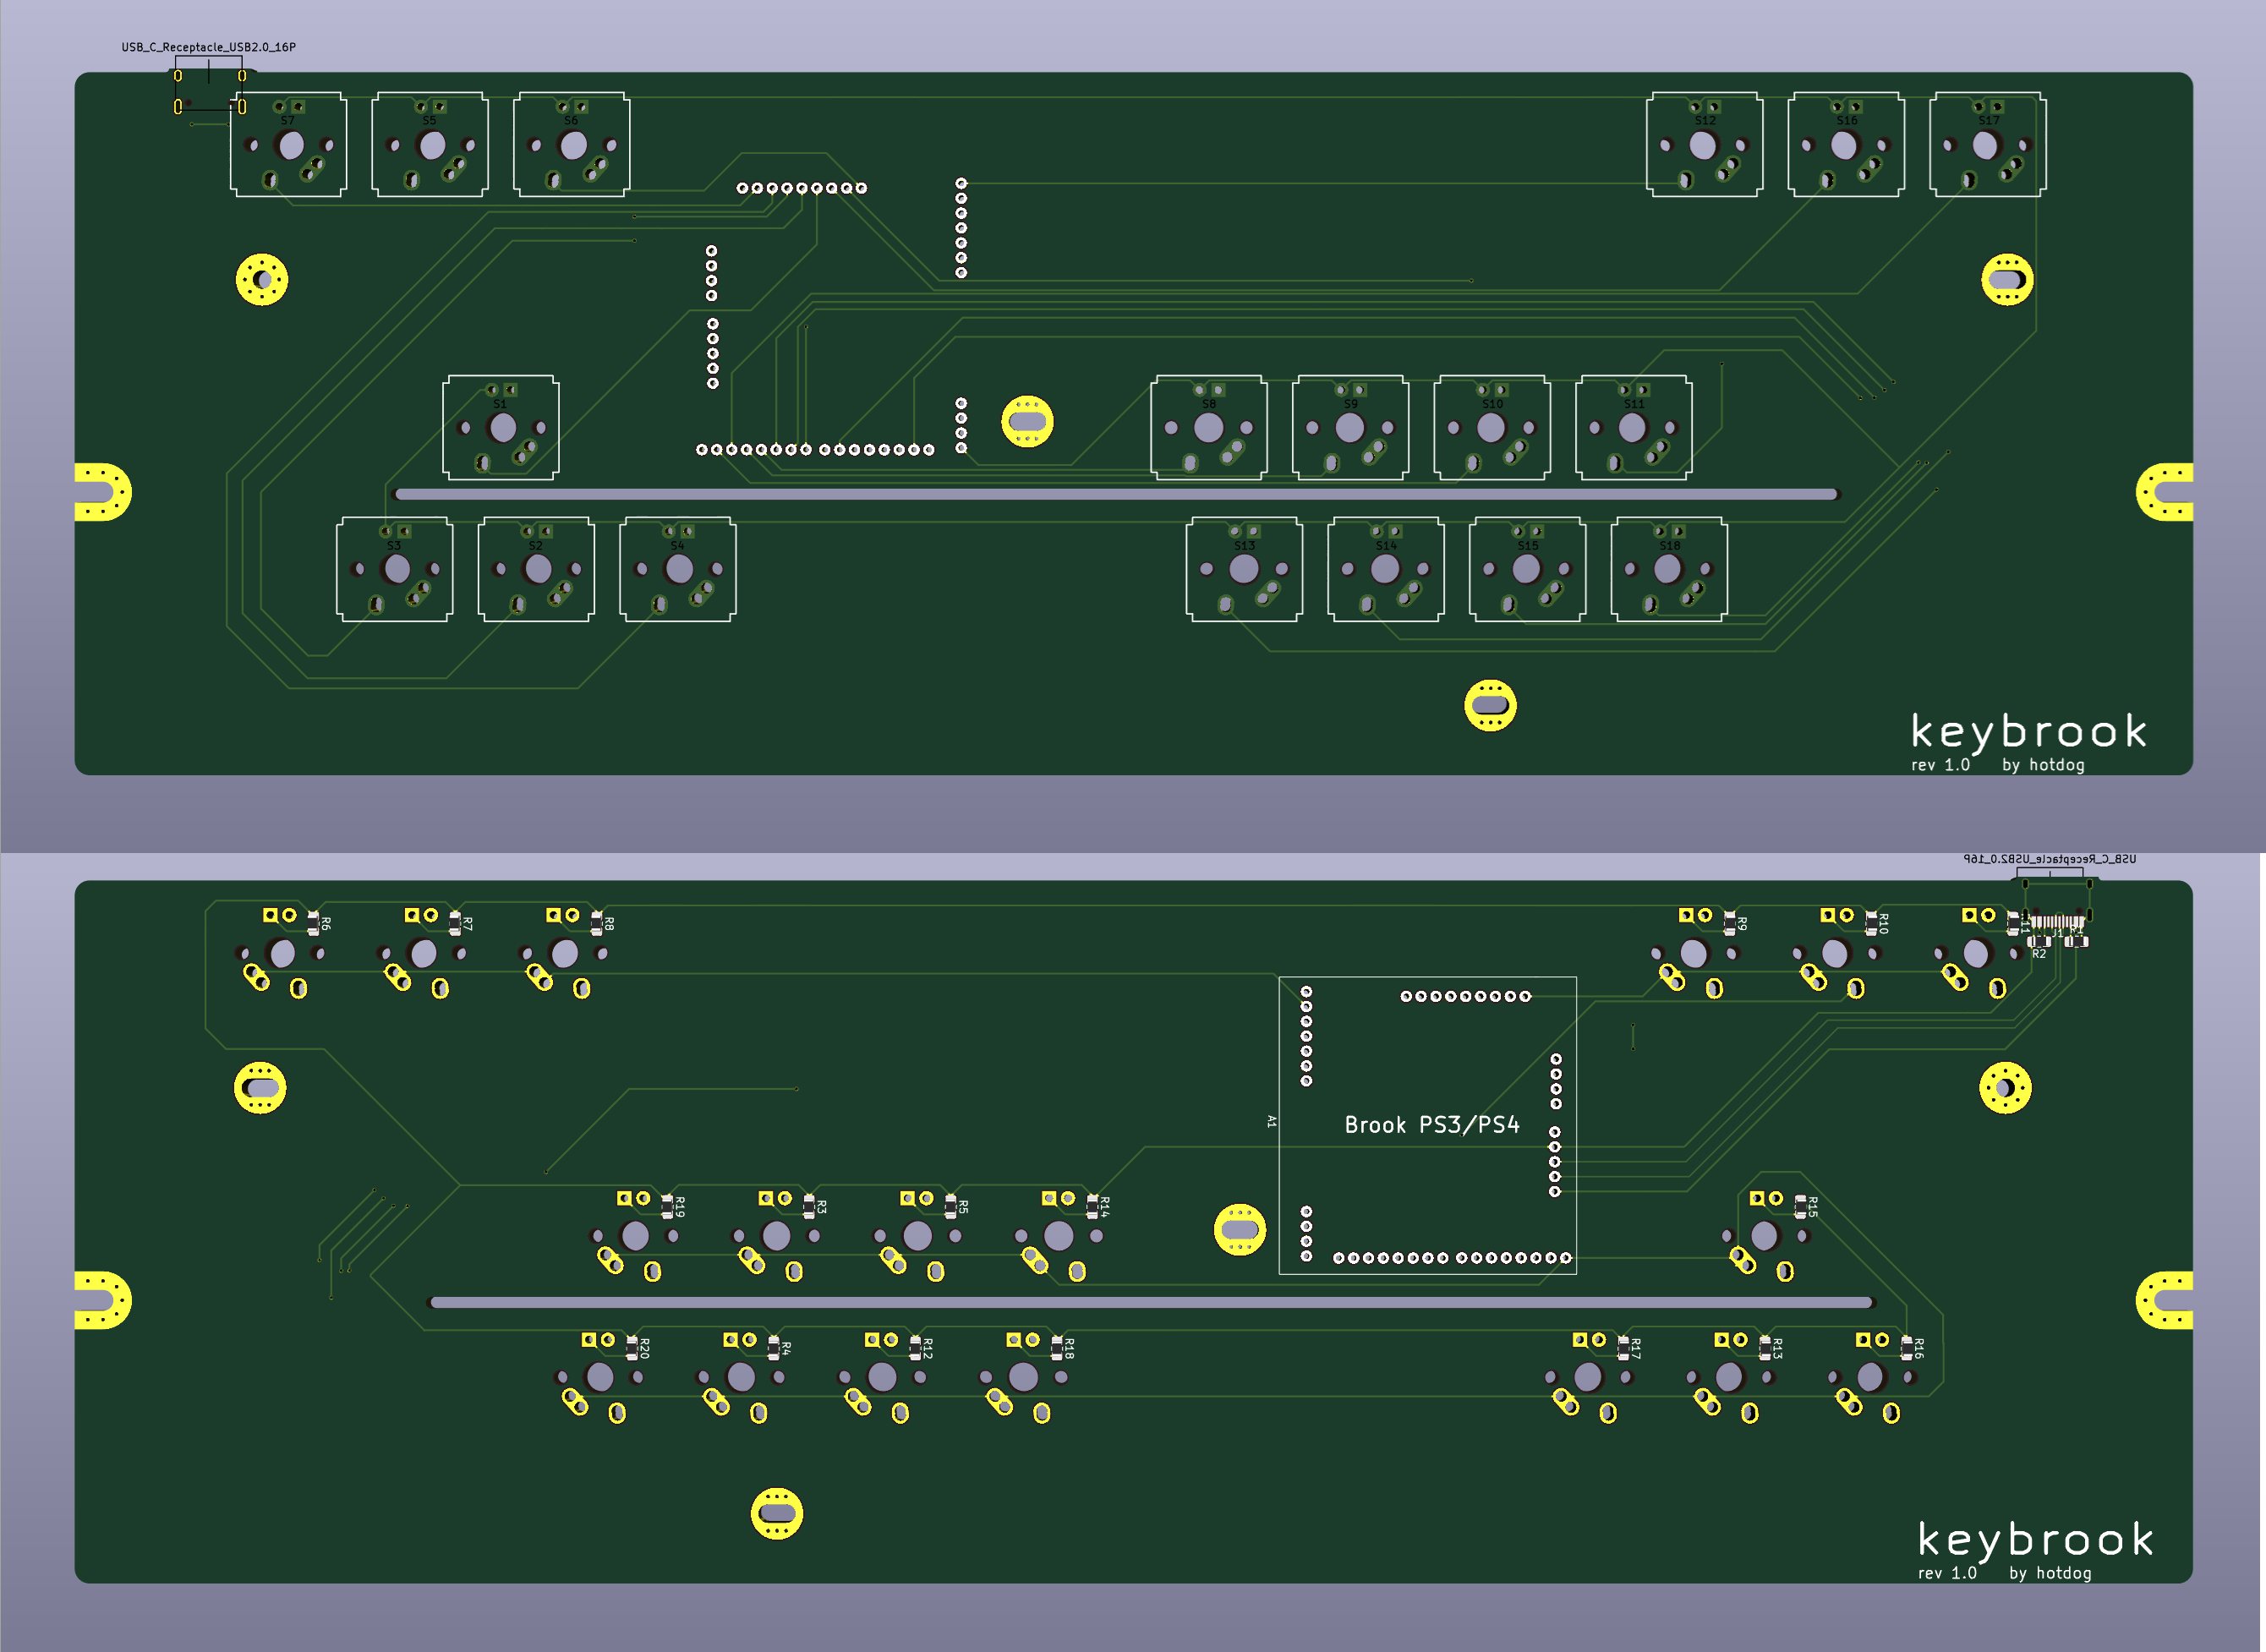 USB_C_Receptacle_USB2.0_16P
S7 S5 S6 S12 S16 S17
S1 S8 S9 S10 S11
S3 S2 S4 S13 S14 S15 S18
keybrook
rev 1.0 by hotdog
USB_C_Receptacle_USB2.0_16P
R6 R7 R8 R9 R10 R11 J1 R1
R2
A1
Brook PS3/PS4
R19 R3 R5 R14 R15
R20 R4 R12 R18 R17 R13 R16
keybrook
rev 1.0 by hotdog